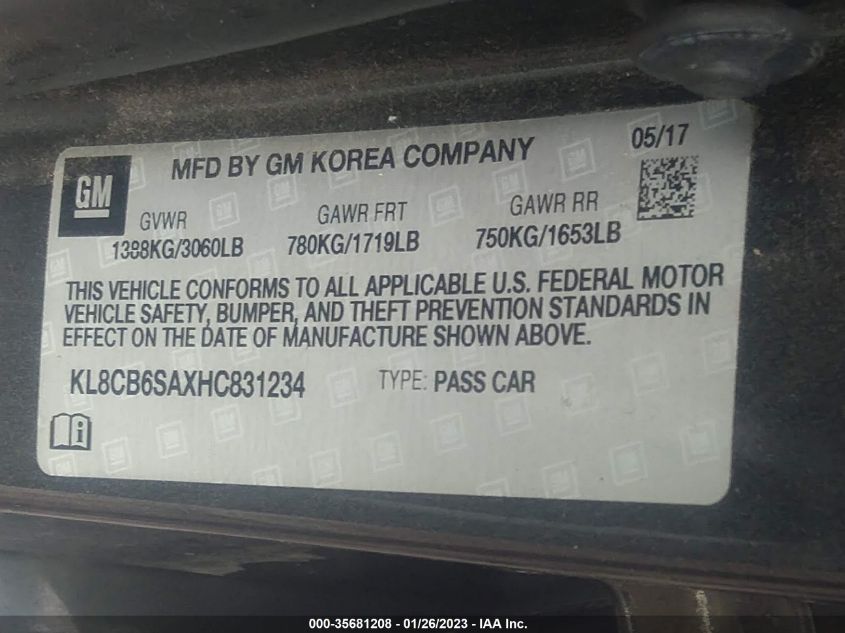 GM
MFD BY GM KOREA COMPANY
05/17
GVWR
1388KG/3060LB
GAWR FRT
780KG/1719LB
GAWR RR
750KG/1653LB
THIS VEHICLE CONFORMS TO ALL APPLICABLE U.S. FEDERAL MOTOR
VEHICLE SAFETY, BUMPER, AND THEFT PREVENTION STANDARDS IN
EFFECT ON THE DATE OF MANUFACTURE SHOWN ABOVE.
KL8CB6SAXHC831234
TYPE: PASS CAR
000-35681208 - 01/26/2023 - IAA Inc.